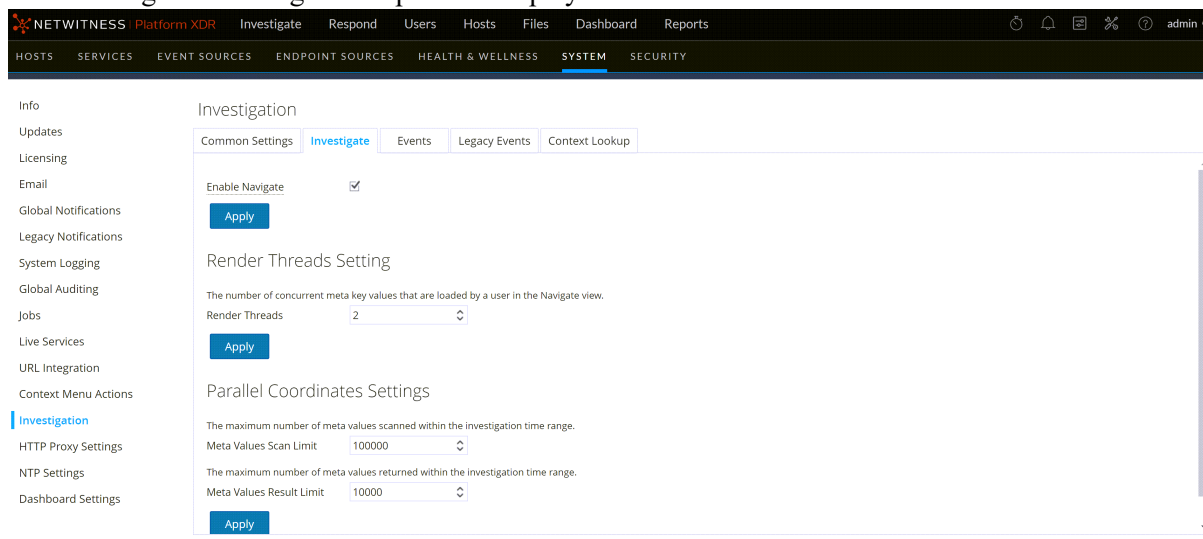 NETWITNESS Platform XDR Investigate Respond Users Hosts Files Dashboard Reports admin
HOSTS SERVICES EVENT SOURCES ENDPOINT SOURCES HEALTH & WELLNESS SYSTEM SECURITY
Info
Updates
Licensing
Email
Global Notifications
Legacy Notifications
System Logging
Global Auditing
Jobs
Live Services
URL Integration
Context Menu Actions
Investigation
HTTP Proxy Settings
NTP Settings
Dashboard Settings
Investigation
Common Settings Investigate Events Legacy Events Context Lookup
Enable Navigate
Apply
Render Threads Setting
The number of concurrent meta key values that are loaded by a user in the Navigate view.
Render Threads 2
Apply
Parallel Coordinates Settings
The maximum number of meta values scanned within the investigation time range.
Meta Values Scan Limit 100000
The maximum number of meta values returned within the investigation time range.
Meta Values Result Limit 10000
Apply